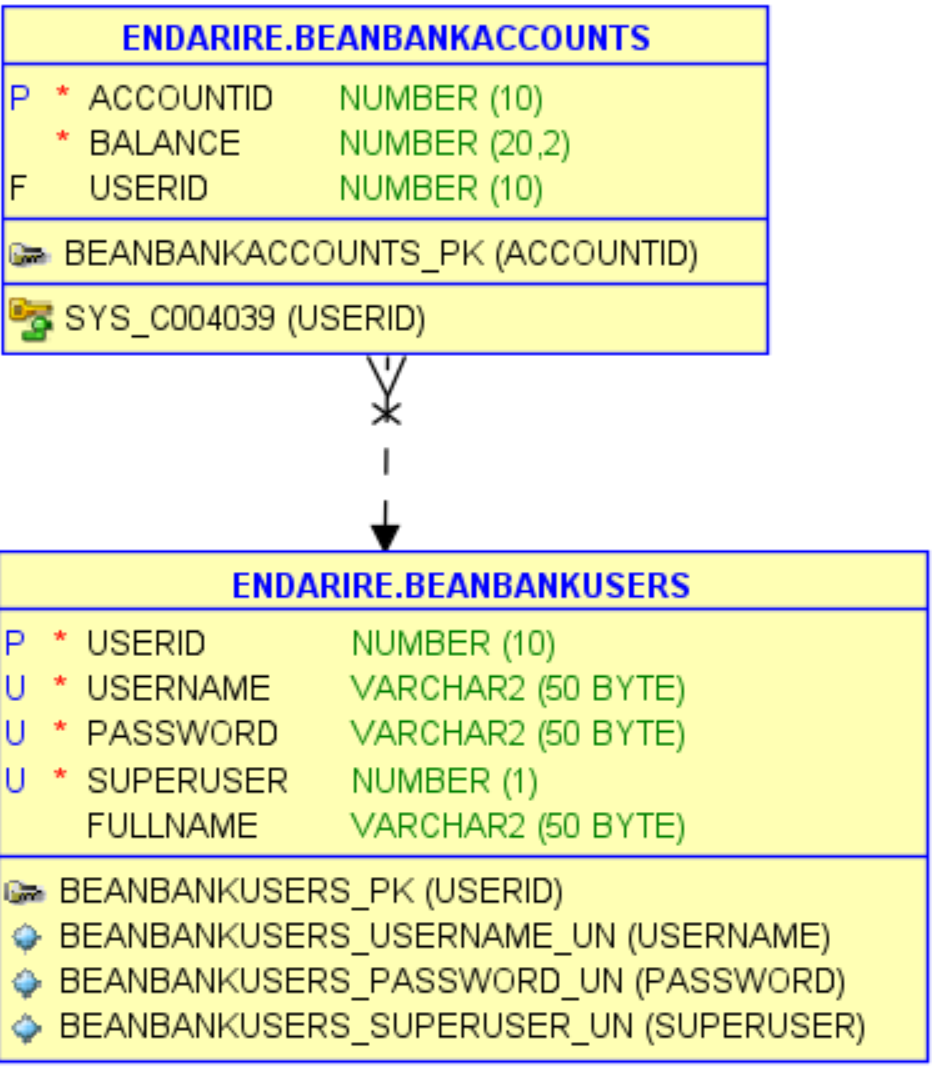 ENDARIRE.BEANBANKACCOUNTS
P * ACCOUNTID NUMBER (10)
* BALANCE NUMBER (20,2)
F USERID NUMBER (10)
BEANBANKACCOUNTS_PK (ACCOUNTID)
SYS_C004039 (USERID)
ENDARIRE.BEANBANKUSERS
P * USERID NUMBER (10)
U * USERNAME VARCHAR2 (50 BYTE)
U * PASSWORD VARCHAR2 (50 BYTE)
U * SUPERUSER NUMBER (1)
FULLNAME VARCHAR2 (50 BYTE)
BEANBANKUSERS_PK (USERID)
BEANBANKUSERS_USERNAME_UN (USERNAME)
BEANBANKUSERS_PASSWORD_UN (PASSWORD)
BEANBANKUSERS_SUPERUSER_UN (SUPERUSER)